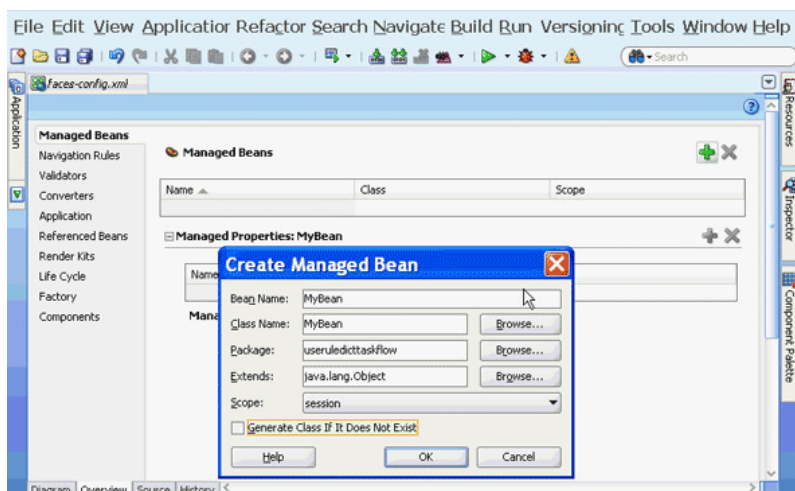 File Edit View Application Refactor Search Navigate Build Run Versioning Tools Window Help
Search
faces-config.xml
Application
Resources
Inspector
Component Palette
Managed Beans
Navigation Rules
Validators
Converters
Application
Referenced Beans
Render Kits
Life Cycle
Factory
Components
Managed Beans
Name Class Scope
Managed Properties: MyBean
Name
Mana
Create Managed Bean
Bean Name: MyBean
Class Name: MyBean Browse...
Package: useruledicttaskflow Browse...
Extends: java.lang.Object Browse...
Scope: session
Generate Class If It Does Not Exist
Help OK Cancel
Diagram Overview Source History